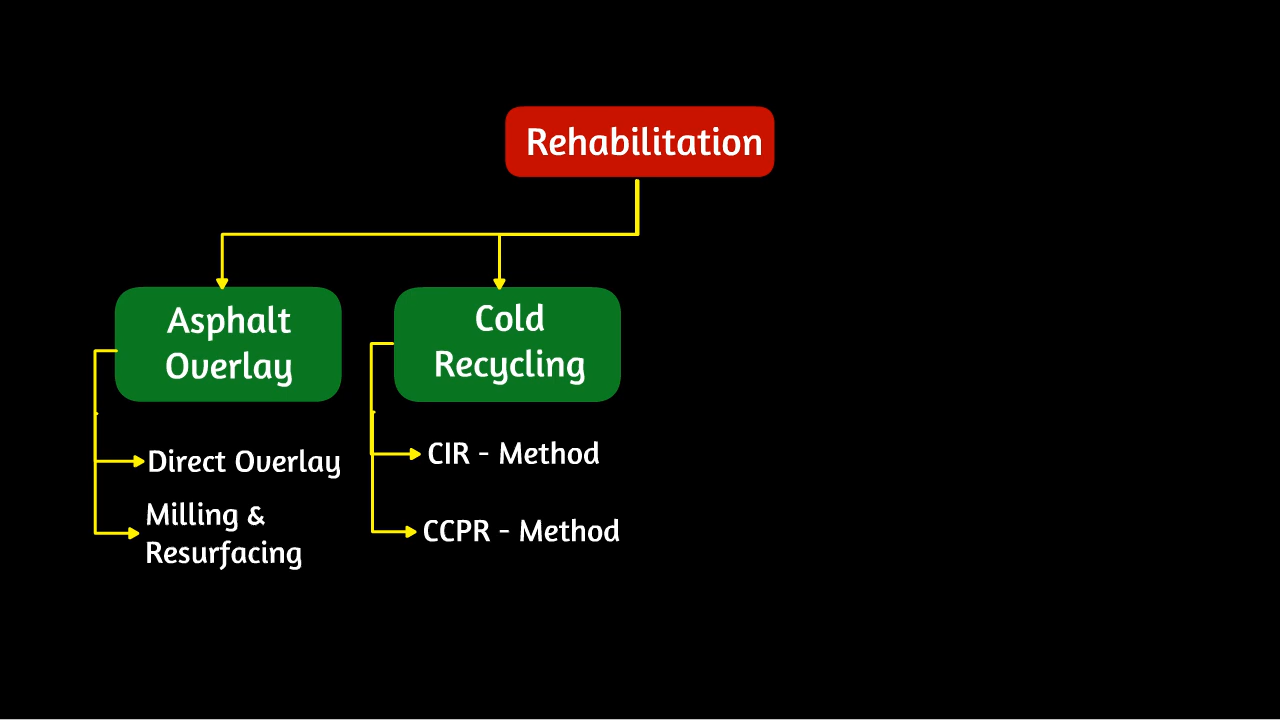 Rehabilitation
Asphalt
Overlay
Direct Overlay
Milling &
Resurfacing
Cold
Recycling
CIR - Method
CCPR - Method